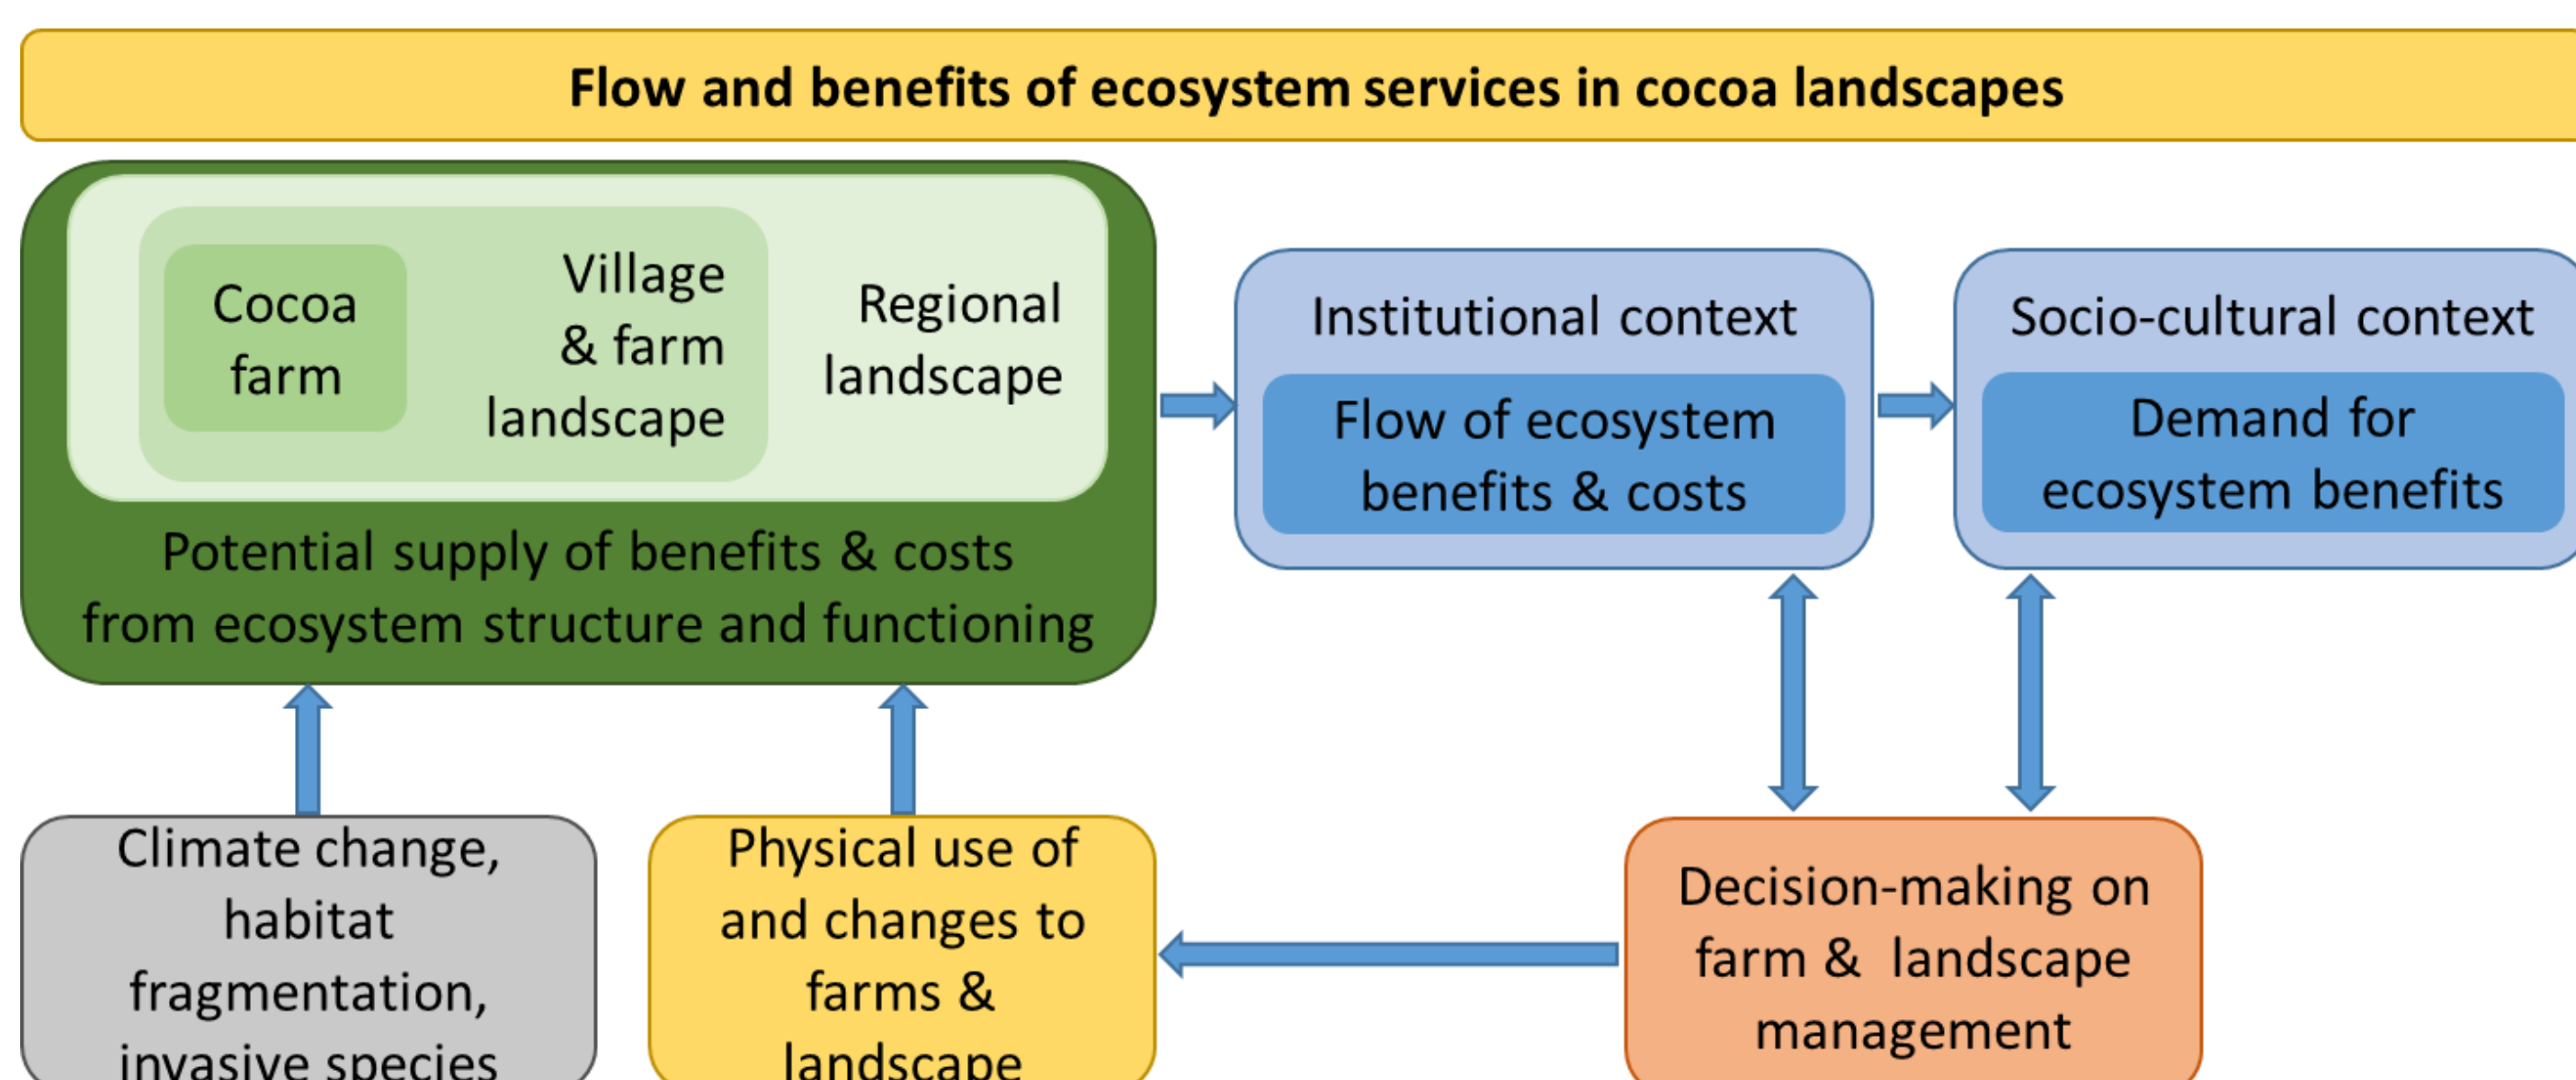 Flow and benefits of ecosystem services in cocoa landscapes
Cocoa
farm
Village
& farm
landscape
Regional
landscape
Potential supply of benefits & costs
from ecosystem structure and functioning
Institutional context
Flow of ecosystem
benefits & costs
Socio-cultural context
Demand for
ecosystem benefits
Climate change,
habitat
fragmentation,
invasive species
Physical use of
and changes to
farms &
landscape
Decision-making on
farm & landscape
management